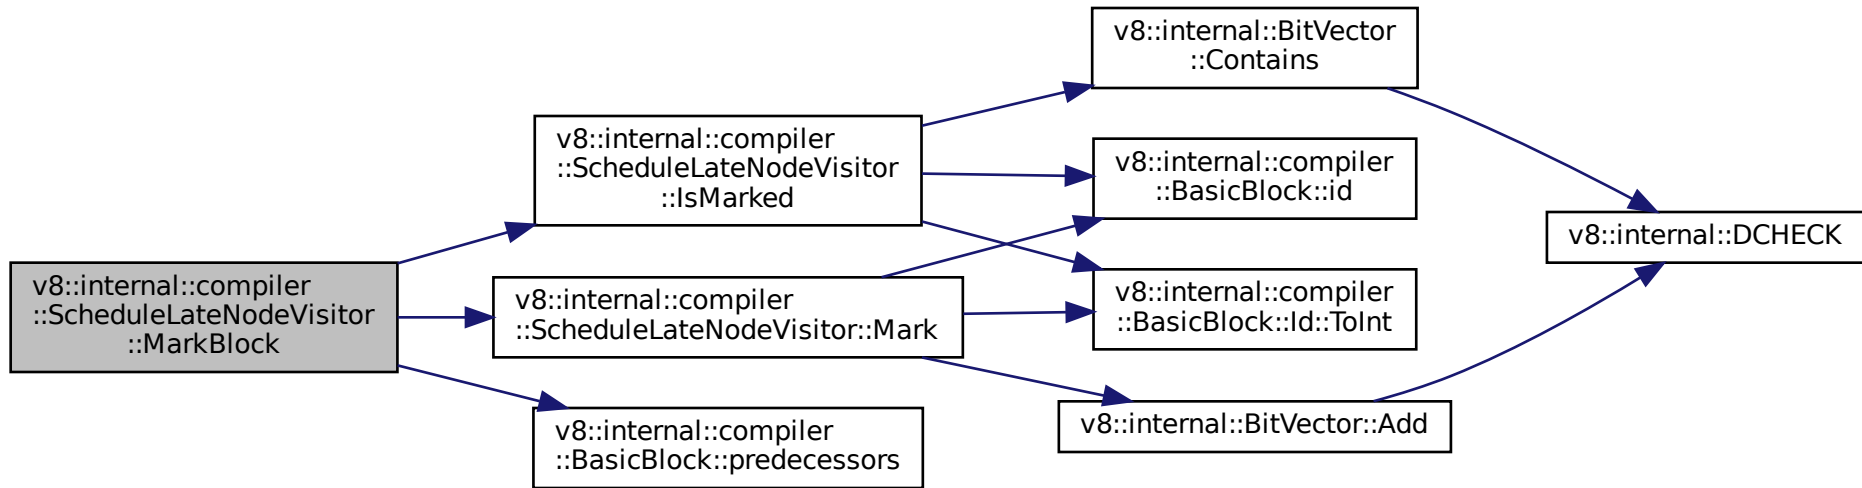 v8::internal::compiler
::ScheduleLateNodeVisitor
::MarkBlock
v8::internal::compiler
::ScheduleLateNodeVisitor
::IsMarked
v8::internal::compiler
::ScheduleLateNodeVisitor::Mark
v8::internal::compiler
::BasicBlock::predecessors
v8::internal::BitVector
::Contains
v8::internal::compiler
::BasicBlock::id
v8::internal::compiler
::BasicBlock::Id::ToInt
v8::internal::BitVector::Add
v8::internal::DCHECK